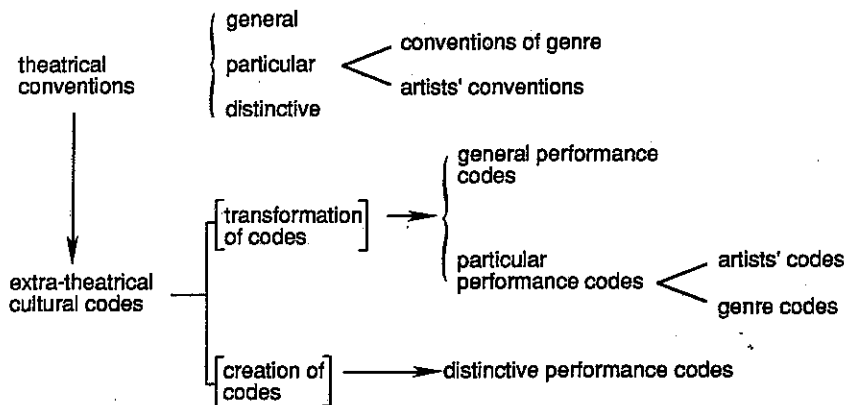 general
theatrical
conventions
particular
conventions of genre
artists' conventions
distinctive
general performance
codes
[transformation
of codes]
particular
performance codes
artists' codes
genre codes
extra-theatrical
cultural codes
[creation of
codes]
distinctive performance codes